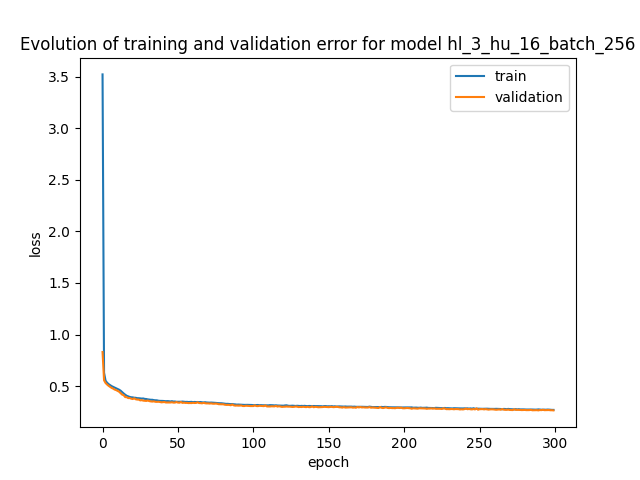 Evolution of training and validation error for model hl_3_hu_16_batch_256
train
validation
3.5
3.0
2.5
2.0
1.5
1.0
0.5
loss
0 50 100 150 200 250 300
epoch